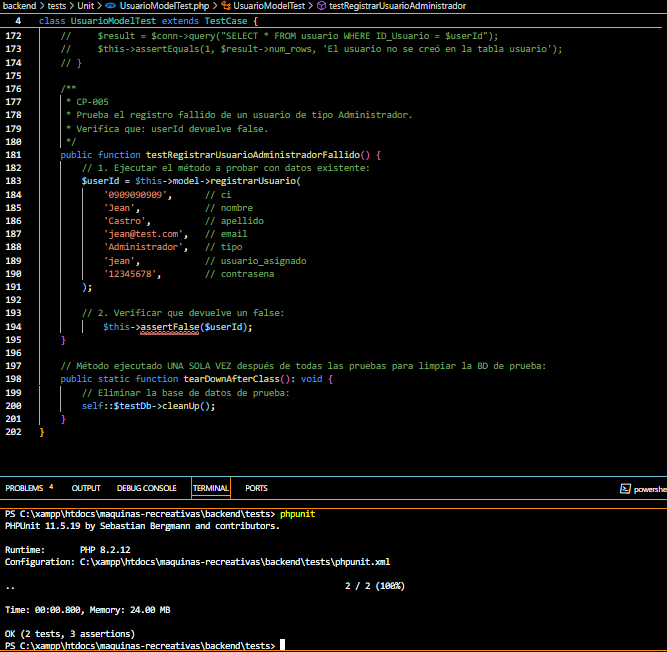 backend > tests > Unit > UsuarioModelTest.php > UsuarioModelTest > testRegistrarUsuarioAdministrador
4 class UsuarioModelTest extends TestCase {
172 // $result = $conn->query("SELECT * FROM usuario WHERE ID_Usuario = $userId");
173 // $this->assertEquals(1, $result->num_rows, 'El usuario no se creó en la tabla usuario');
174 // }
175
176 /**
177 * CP-005
178 * Prueba el registro fallido de un usuario de tipo Administrador.
179 * Verifica que: userId devuelve false.
180 */
181 public function testRegistrarUsuarioAdministradorFallido() {
182 // 1. Ejecutar el método a probar con datos existente:
183 $userId = $this->model->registrarUsuario(
184 '0909090909', // ci
185 'Jean', // nombre
186 'Castro', // apellido
187 'jean@test.com', // email
188 'Administrador', // tipo
189 'jean', // usuario_asignado
190 '12345678', // contrasena
191 );
192
193 // 2. Verificar que devuelve un false:
194 $this->assertFalse($userId);
195 }
196
197 // Método ejecutado UNA SOLA VEZ después de todas las pruebas para limpiar la BD de prueba:
198 public static function tearDownAfterClass(): void {
199 // Eliminar la base de datos de prueba:
200 self::$testDb->cleanUp();
201 }
202 }
PROBLEMS 4 OUTPUT DEBUG CONSOLE TERMINAL PORTS powershe
PS C:\xampp\htdocs\maquinas-recreativas\backend\tests> phpunit
PHPUnit 11.5.19 by Sebastian Bergmann and contributors.
Runtime: PHP 8.2.12
Configuration: C:\xampp\htdocs\maquinas-recreativas\backend\tests\phpunit.xml
.. 2 / 2 (100%)
Time: 00:00.800, Memory: 24.00 MB
OK (2 tests, 3 assertions)
PS C:\xampp\htdocs\maquinas-recreativas\backend\tests>